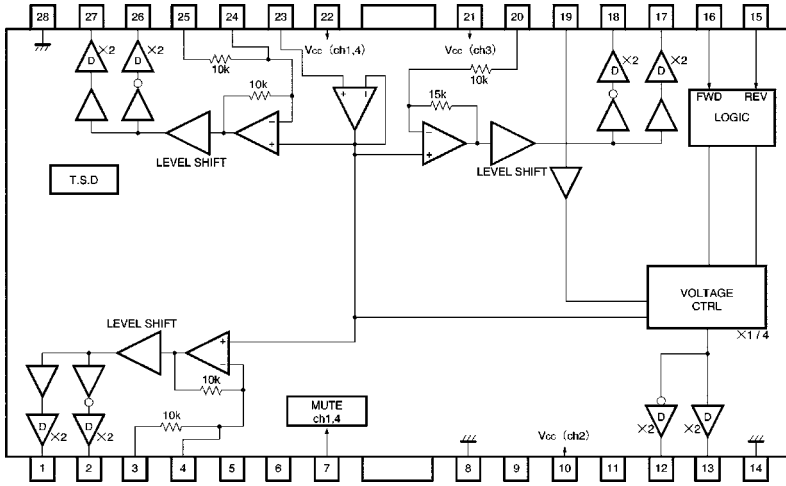 28 27 26 25 24 23 22 21 20 19 18 17 16 15
×2 ×2 Vcc (ch1,4) Vcc (ch3) ×2 ×2
D D 10k 10k D D
10k 15k FWD REV
− + − − LOGIC
+ +
LEVEL SHIFT LEVEL SHIFT
T.S.D
VOLTAGE
CTRL
LEVEL SHIFT ×1/4
+
−
10k
10k MUTE
ch1,4
D ×2 D ×2 Vcc (ch2) ×2 D ×2 D
1 2 3 4 5 6 7 8 9 10 11 12 13 14